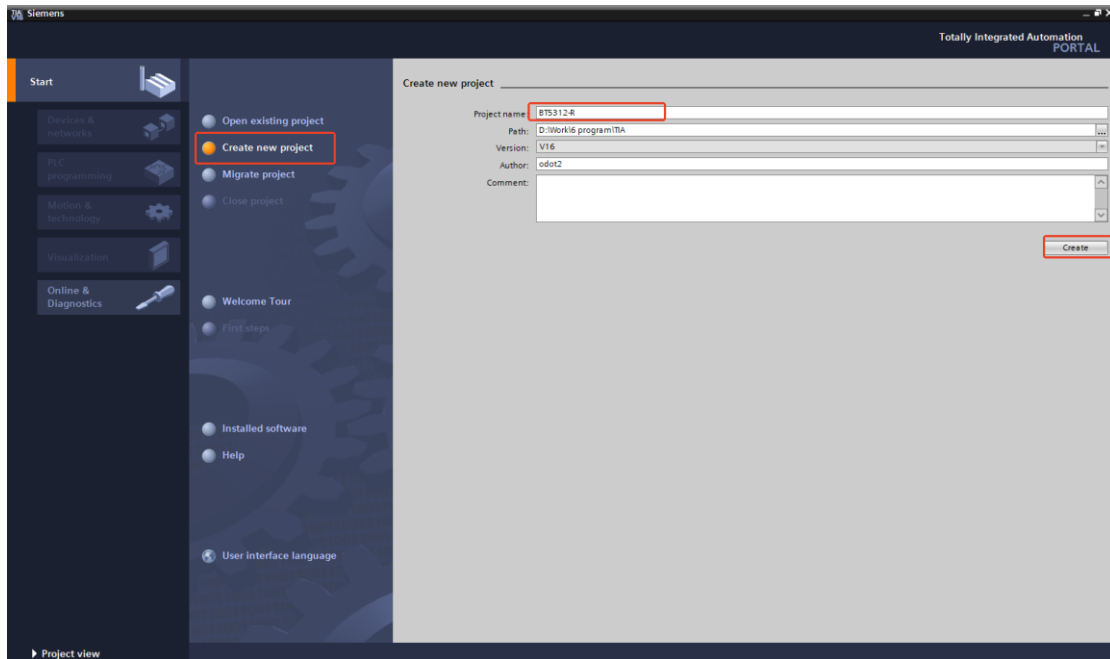 Siemens
Totally Integrated Automation
PORTAL
Start
Devices &
networks
PLC
programming
Motion &
technology
Visualization
Online &
Diagnostics
Open existing project
Create new project
Migrate project
Close project
Welcome Tour
First steps
Installed software
Help
User interface language
Create new project
Project name: BT5312-R
Path: D:\Work\6 program\TIA
...
Version: V16
Author: odot2
Comment:
Create
Project view